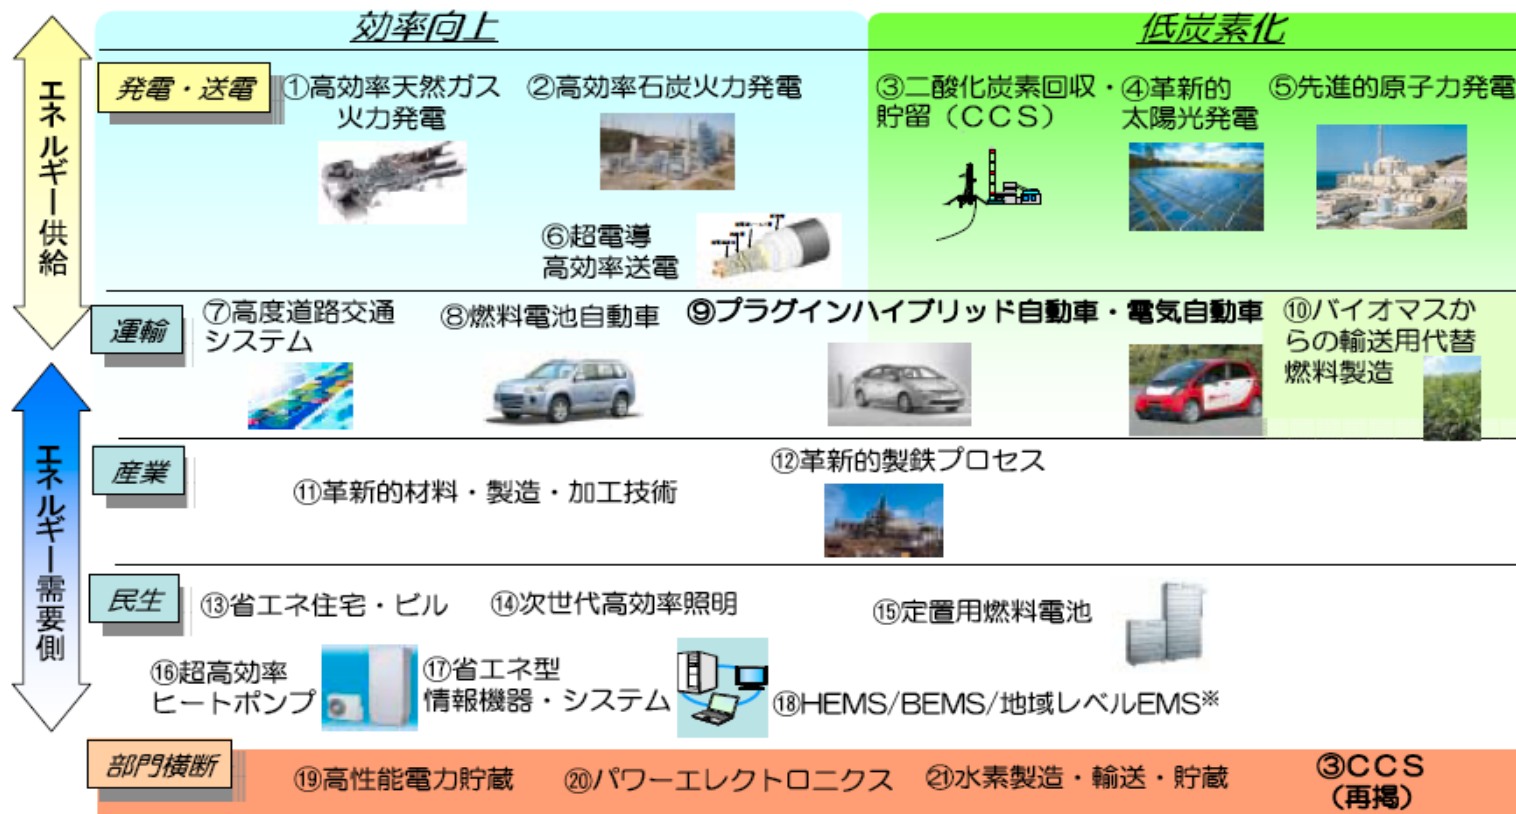 効率向上
低炭素化
エネルギー供給
発電・送電
①高効率天然ガス
火力発電
②高効率石炭火力発電
③二酸化炭素回収・
貯留（ＣＣＳ）
④革新的
太陽光発電
⑤先進的原子力発電
⑥超電導
高効率送電
運輸
⑦高度道路交通
システム
⑧燃料電池自動車
⑨プラグインハイブリッド自動車・電気自動車
⑩バイオマスか
らの輸送用代替
燃料製造
エネルギー需要側
産業
⑪革新的材料・製造・加工技術
⑫革新的製鉄プロセス
民生
⑬省エネ住宅・ビル
⑭次世代高効率照明
⑮定置用燃料電池
⑯超高効率
ヒートポンプ
⑰省エネ型
情報機器・システム
⑱HEMS/BEMS/地域レベルEMS※
部門横断
⑲高性能電力貯蔵
⑳パワーエレクトロニクス
㉑水素製造・輸送・貯蔵
③ＣＣＳ
（再掲）